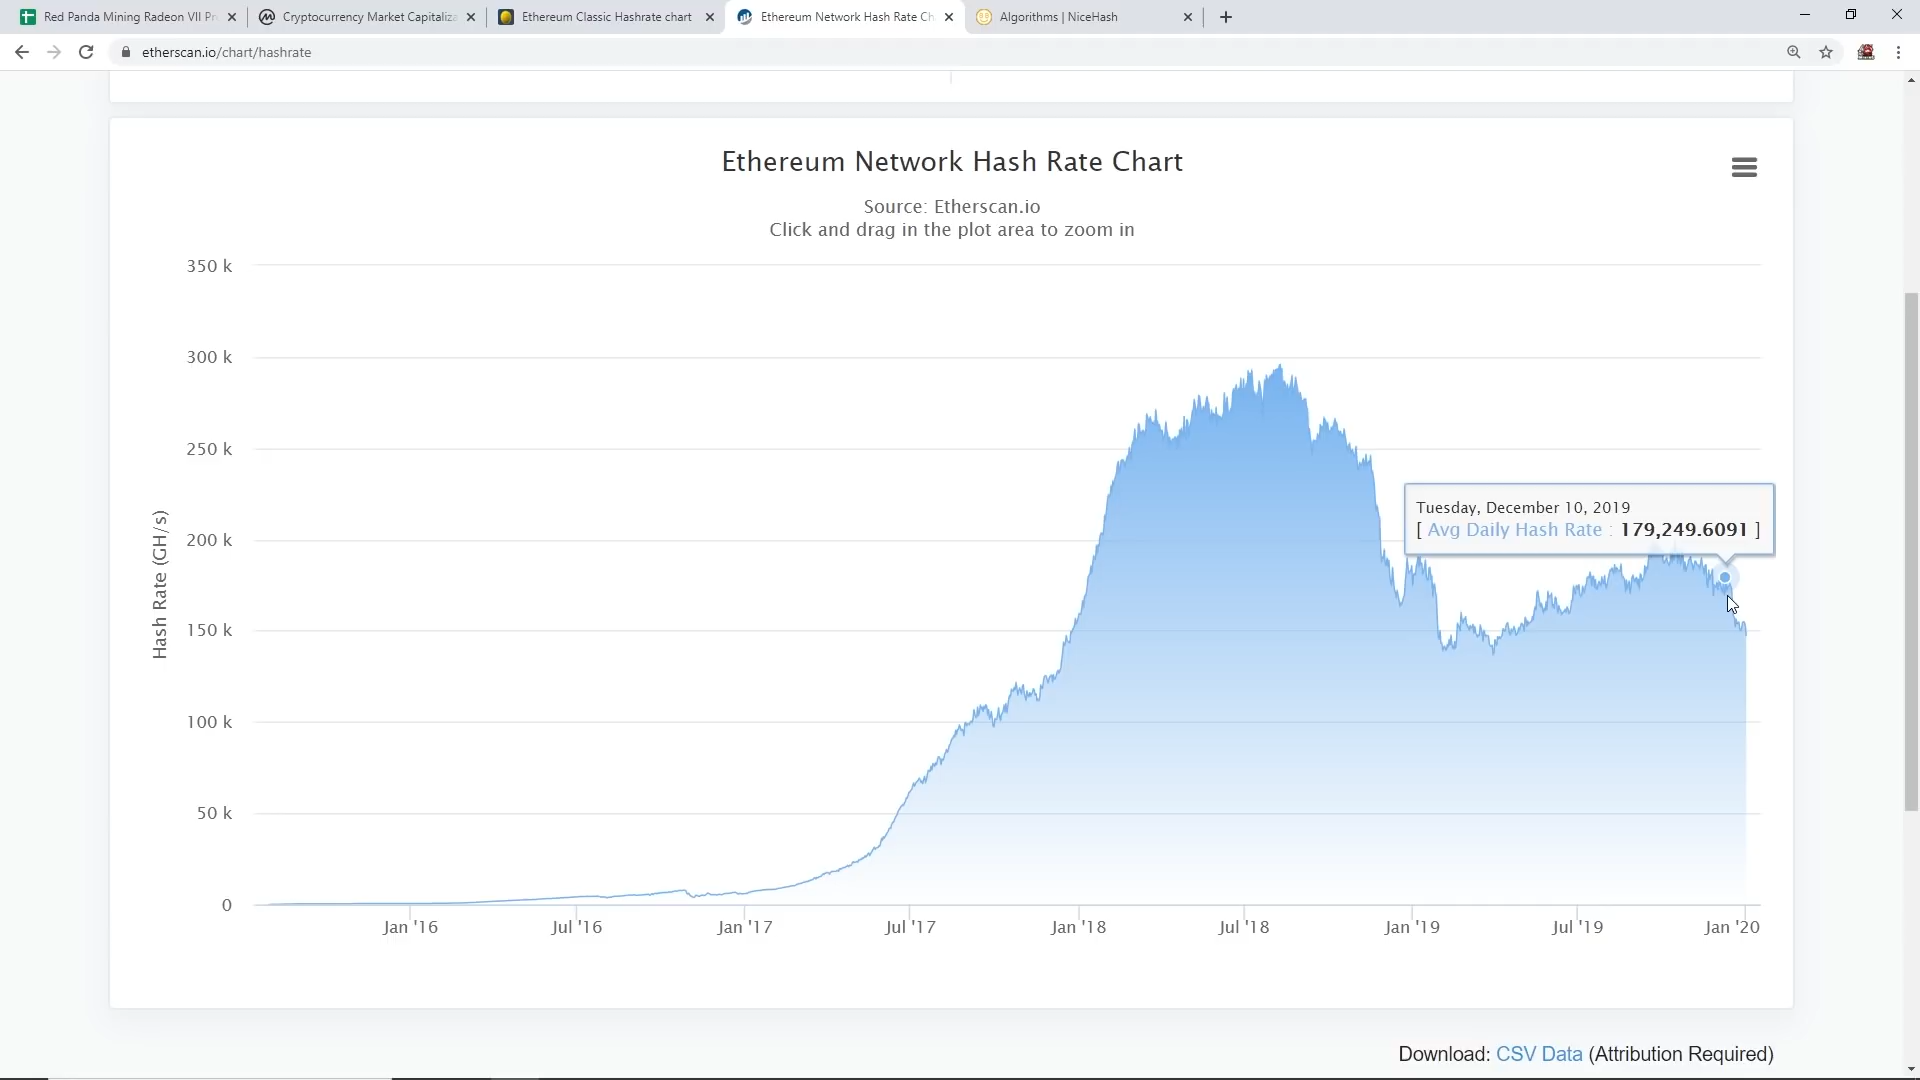 Red Panda Mining Radeon VII Pr
Cryptocurrency Market Capitaliza
Ethereum Classic Hashrate chart
Ethereum Network Hash Rate Ch
Algorithms | NiceHash
etherscan.io/chart/hashrate
Ethereum Network Hash Rate Chart
Source: Etherscan.io
Click and drag in the plot area to zoom in
Hash Rate (GH/s)
350 k
300 k
250 k
200 k
150 k
100 k
50 k
0
Tuesday, December 10, 2019
[ Avg Daily Hash Rate : 179,249.6091 ]
Jan '16
Jul '16
Jan '17
Jul '17
Jan '18
Jul '18
Jan '19
Jul '19
Jan '20
Download: CSV Data (Attribution Required)